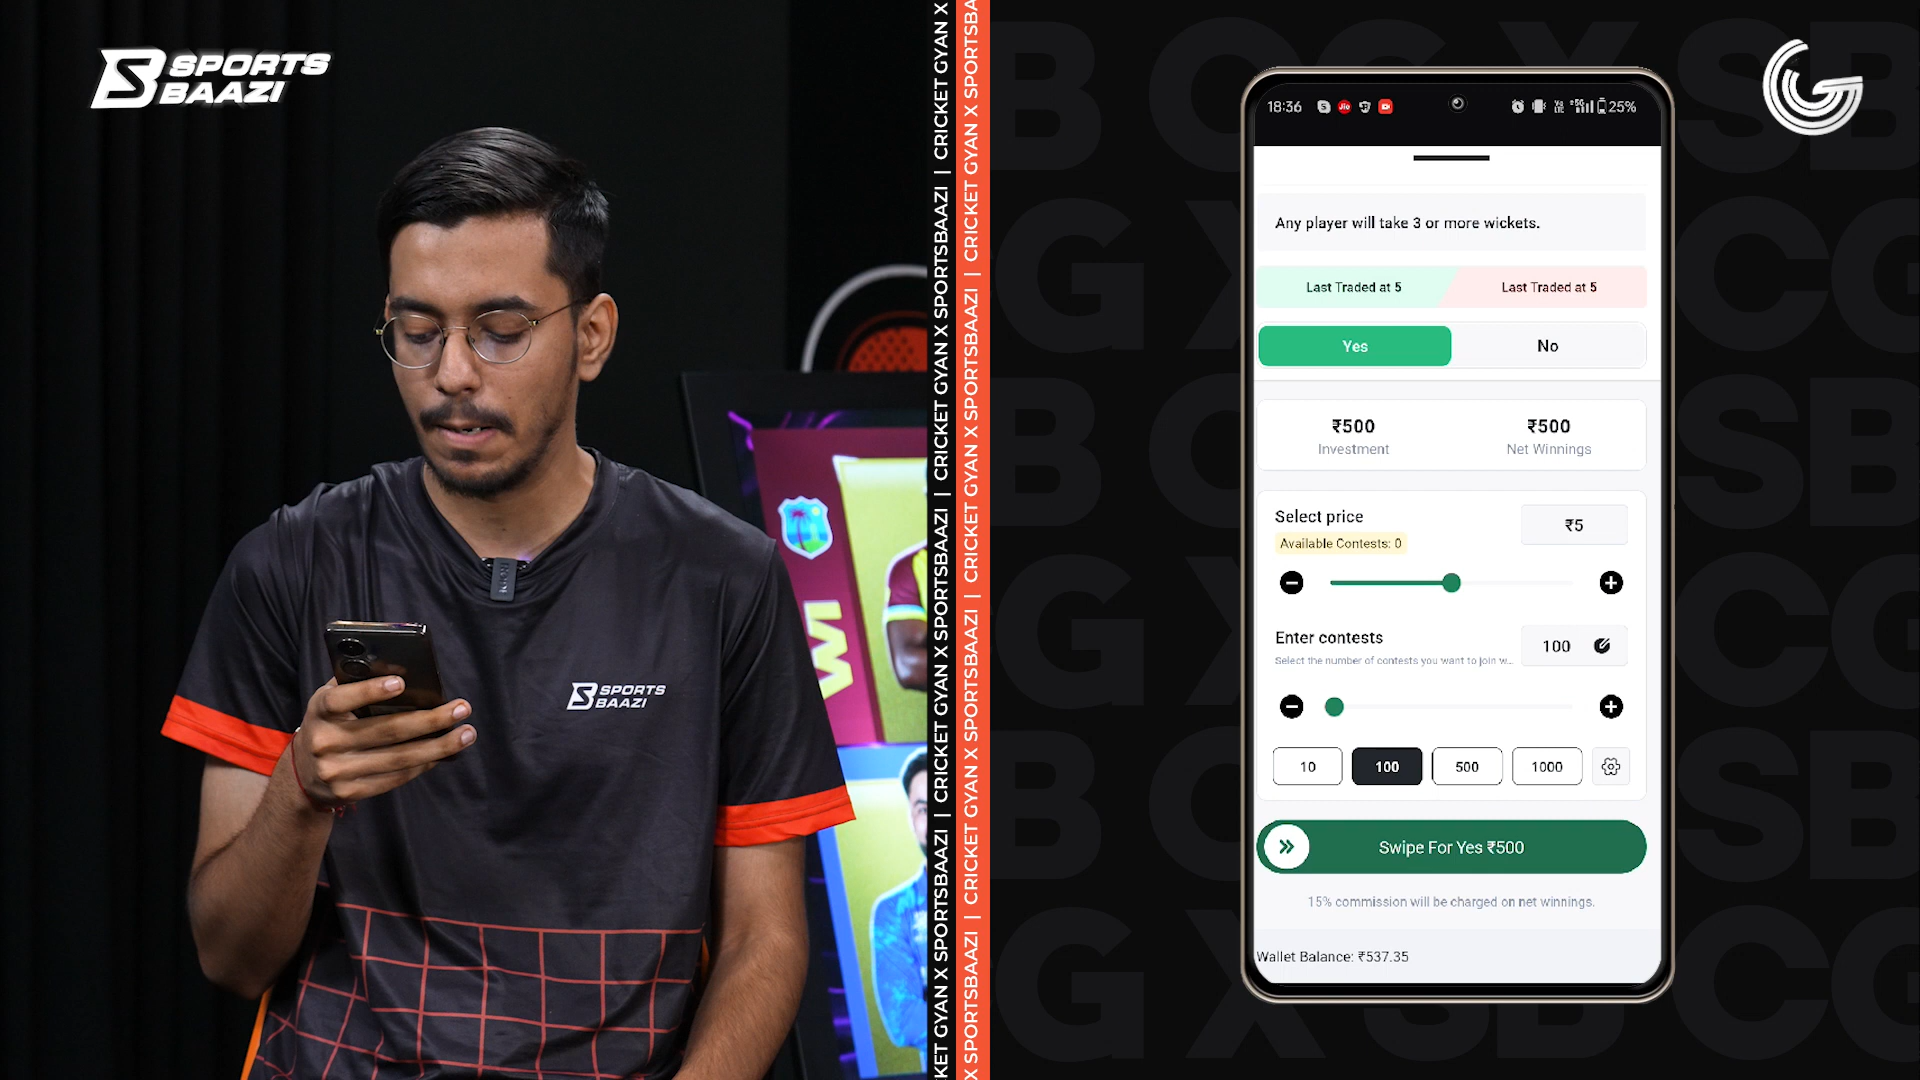 SPORTS
BAAZI
SPORTS
BAAZI
CRICKET GYAN X SPORTSBAAZI | CRICKET GYAN X SPORTSBAAZI | CRICKET GYAN X SPORTSBAAZI | CRICKET GYAN X
X SPORTSBAAZI | CRICKET GYAN X SPORTSBAAZI | CRICKET GYAN X SPORTSBAAZI | CRICKET GYAN X SPORTSBA
18:36
25%
Any player will take 3 or more wickets.
Last Traded at 5
Last Traded at 5
Yes
No
₹500
₹500
Investment
Net Winnings
Select price
₹5
Available Contests: 0
Enter contests
100
Select the number of contests you want to join w...
10
100
500
1000
Swipe For Yes ₹500
15% commission will be charged on net winnings.
Wallet Balance: ₹537.35